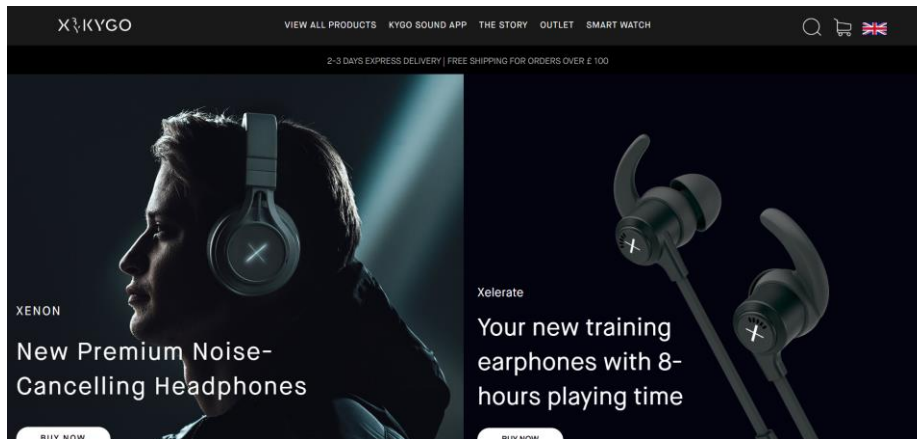 X KYGO
VIEW ALL PRODUCTS KYGO SOUND APP THE STORY OUTLET SMART WATCH
2-3 DAYS EXPRESS DELIVERY | FREE SHIPPING FOR ORDERS OVER £ 100
XENON
New Premium Noise-
Cancelling Headphones
BUY NOW
Xelerate
Your new training
earphones with 8-
hours playing time
BUY NOW